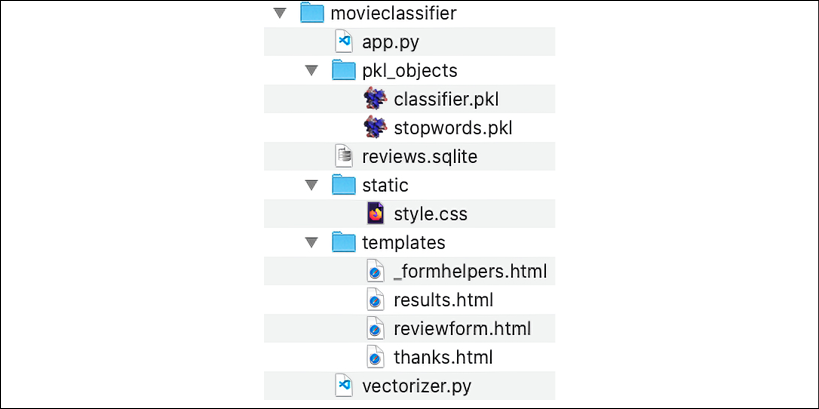 movieclassifier
app.py
pkl_objects
classifier.pkl
stopwords.pkl
reviews.sqlite
static
style.css
templates
_formhelpers.html
results.html
reviewform.html
thanks.html
vectorizer.py